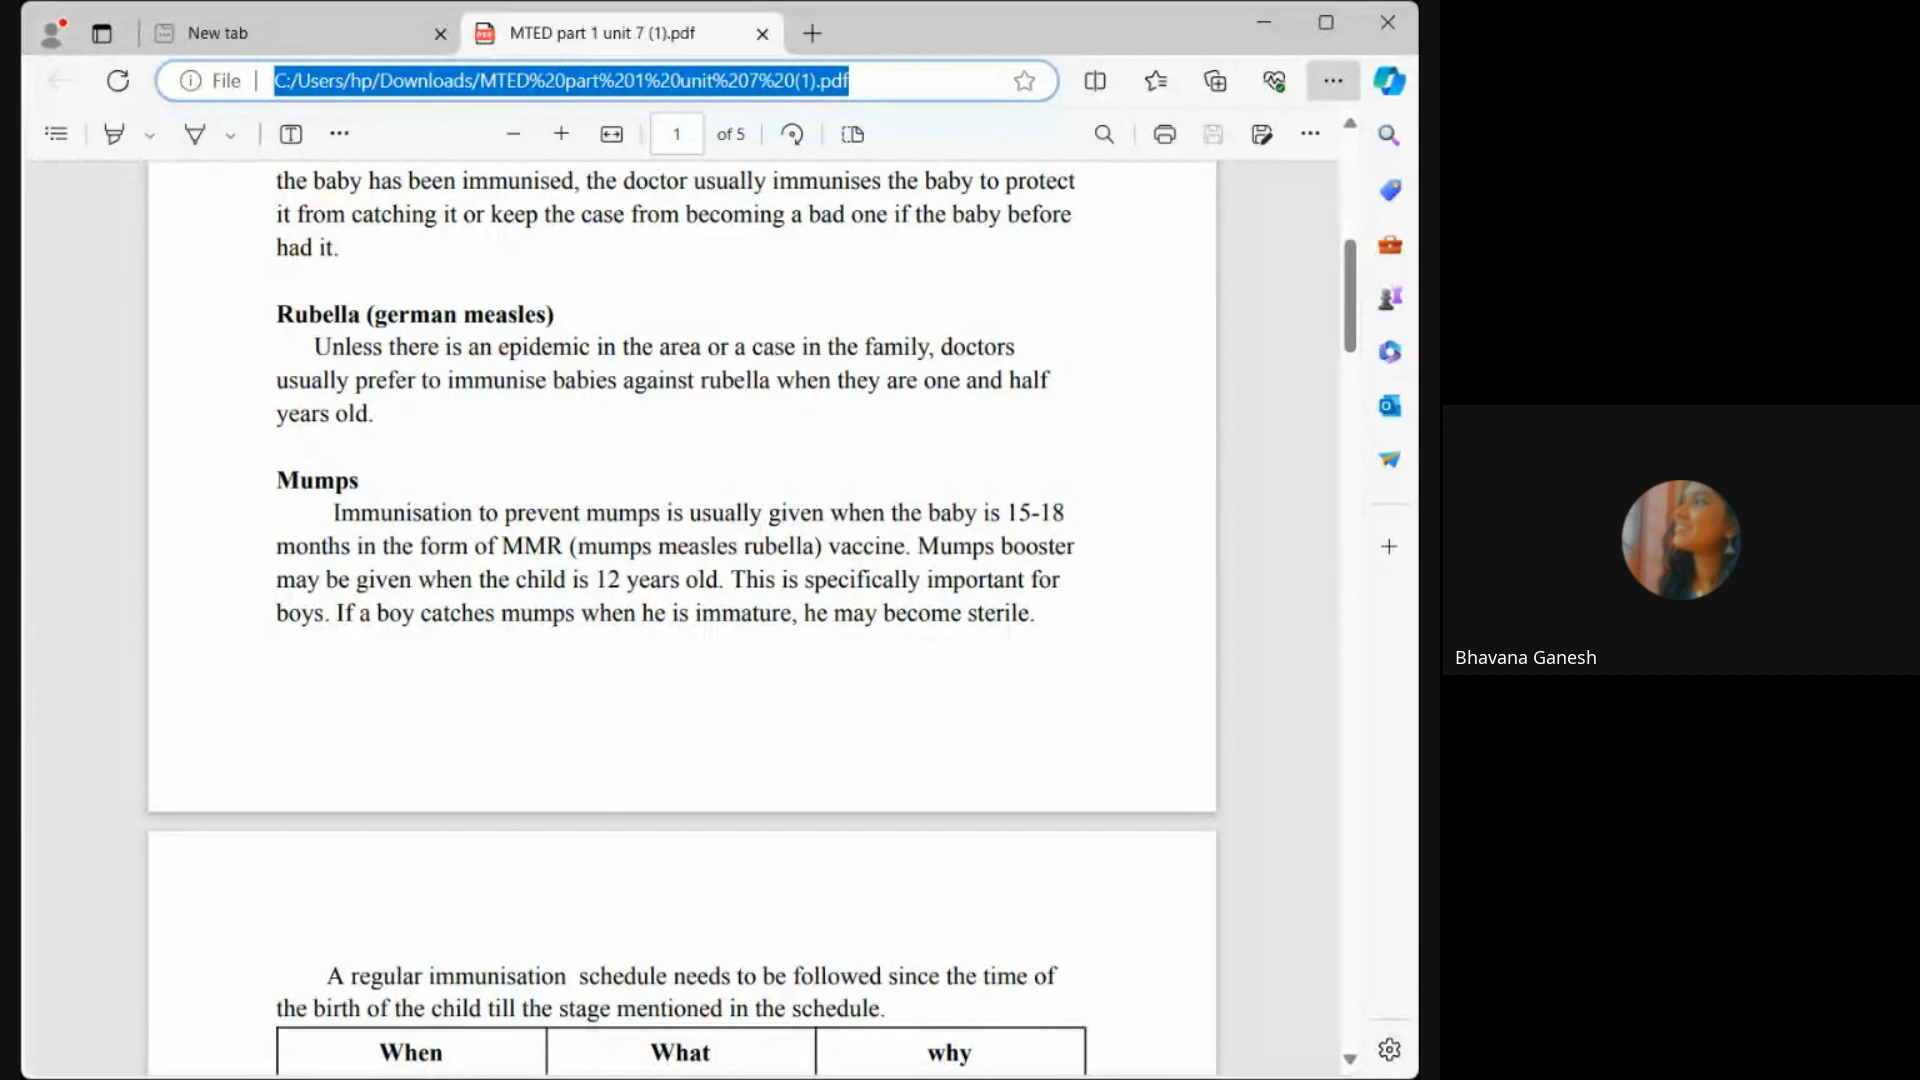 New tab
MTED part 1 unit 7 (1).pdf
File
C:/Users/hp/Downloads/MTED%20part%201%20unit%207%20(1).pdf
1 of 5
the baby has been immunised, the doctor usually immunises the baby to protect
it from catching it or keep the case from becoming a bad one if the baby before
had it.
Rubella (german measles)
Unless there is an epidemic in the area or a case in the family, doctors
usually prefer to immunise babies against rubella when they are one and half
years old.
Mumps
Immunisation to prevent mumps is usually given when the baby is 15-18
months in the form of MMR (mumps measles rubella) vaccine. Mumps booster
may be given when the child is 12 years old. This is specifically important for
boys. If a boy catches mumps when he is immature, he may become sterile.
A regular immunisation schedule needs to be followed since the time of
the birth of the child till the stage mentioned in the schedule.
When What why
Bhavana Ganesh